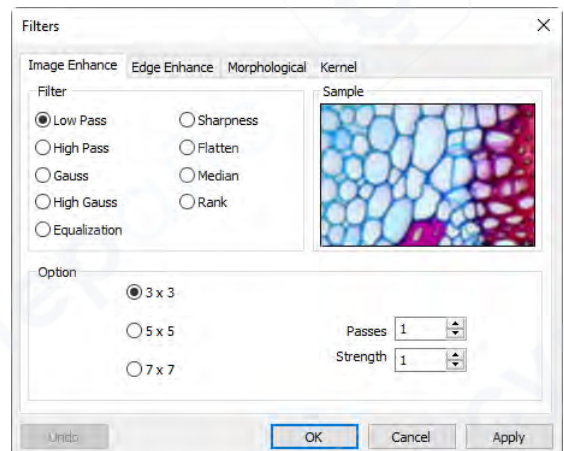 Filters
Image Enhance Edge Enhance Morphological Kernel
Filter
Low Pass Sharpness
High Pass Flatten
Gauss Median
High Gauss Rank
Equalization
Sample
Option
3 x 3
5 x 5
7 x 7
Passes 1
Strength 1
Undo OK Cancel Apply